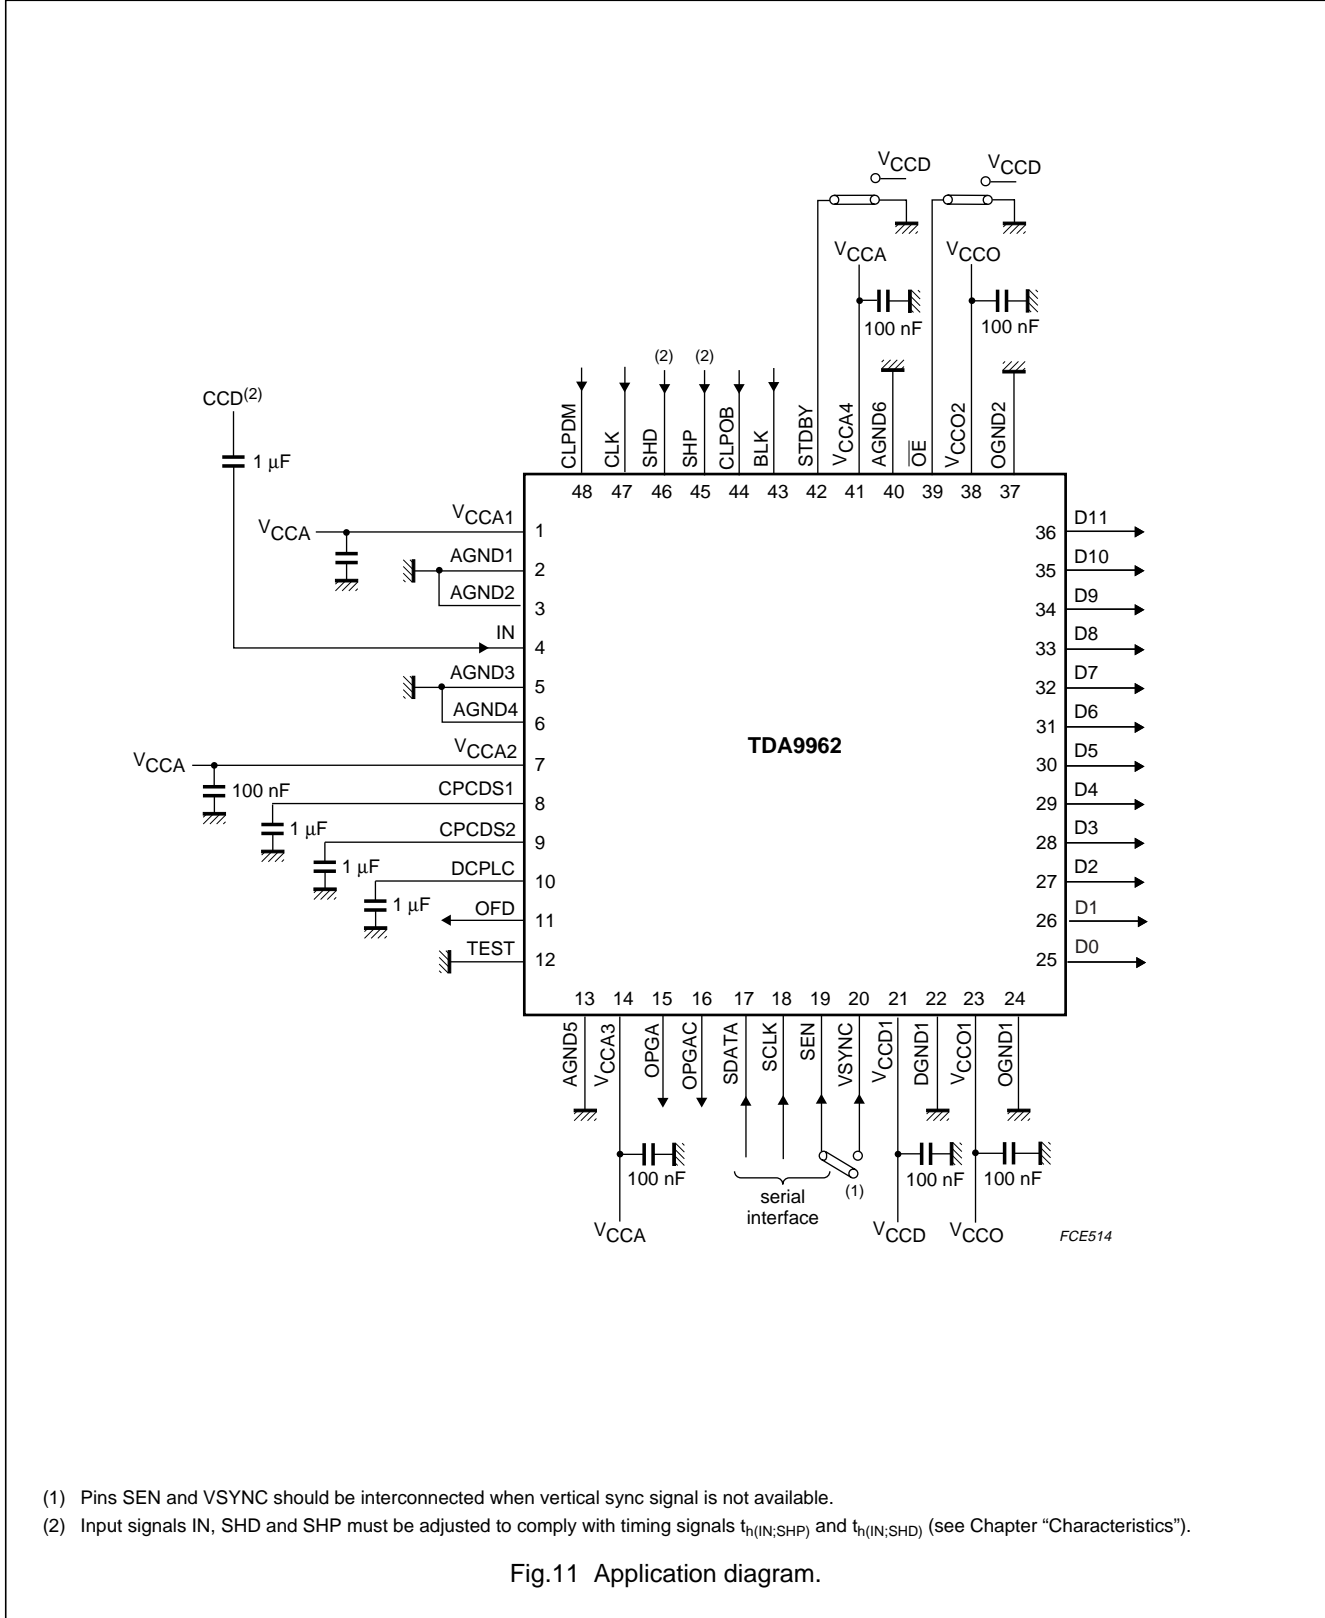 VCCD
VCCD
VCCA
VCCO
100 nF
100 nF
(2)
(2)
CCD(2)
1 μF
CLPDM
CLK
SHD
SHP
CLPOB
BLK
STDBY
VCCA4
AGND6
OE
VCCO2
OGND2
48 47 46 45 44 43 42 41 40 39 38 37
VCCA
VCCA1
1
AGND1
2
AGND2
3
IN
4
AGND3
5
AGND4
6
VCCA
VCCA2
7
100 nF
CPCDS1
8
1 μF
CPCDS2
9
1 μF
DCPLC
10
1 μF
OFD
11
TEST
12
TDA9962
36 D11
35 D10
34 D9
33 D8
32 D7
31 D6
30 D5
29 D4
28 D3
27 D2
26 D1
25 D0
13 14 15 16 17 18 19 20 21 22 23 24
AGND5
VCCA3
OPGA
OPGAC
SDATA
SCLK
SEN
VSYNC
VCCD1
DGND1
VCCO1
OGND1
100 nF
100 nF
100 nF
(1)
serial
interface
VCCA
VCCD
VCCO
FCE514
(1) Pins SEN and VSYNC should be interconnected when vertical sync signal is not available.
(2) Input signals IN, SHD and SHP must be adjusted to comply with timing signals th(IN;SHP) and th(IN;SHD) (see Chapter “Characteristics”).
Fig.11 Application diagram.